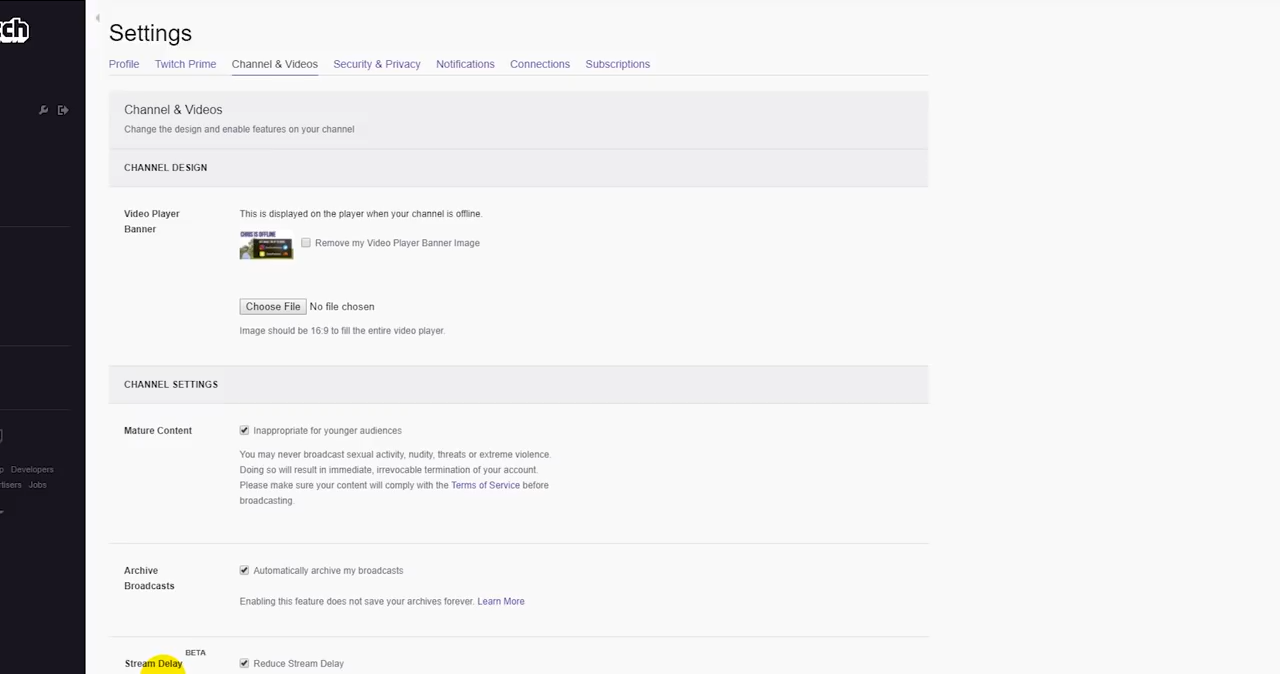 ch
Settings
Profile Twitch Prime Channel & Videos Security & Privacy Notifications Connections Subscriptions
Channel & Videos
Change the design and enable features on your channel
CHANNEL DESIGN
Video Player
Banner
This is displayed on the player when your channel is offline.
CHRIS IS OFFLINE
Remove my Video Player Banner Image
Choose File No file chosen
Image should be 16:9 to fill the entire video player.
CHANNEL SETTINGS
Mature Content
Inappropriate for younger audiences
You may never broadcast sexual activity, nudity, threats or extreme violence.
Doing so will result in immediate, irrevocable termination of your account.
Please make sure your content will comply with the Terms of Service before
broadcasting.
p Developers
rtisers Jobs
Archive
Broadcasts
Automatically archive my broadcasts
Enabling this feature does not save your archives forever. Learn More
BETA
Stream Delay
Reduce Stream Delay